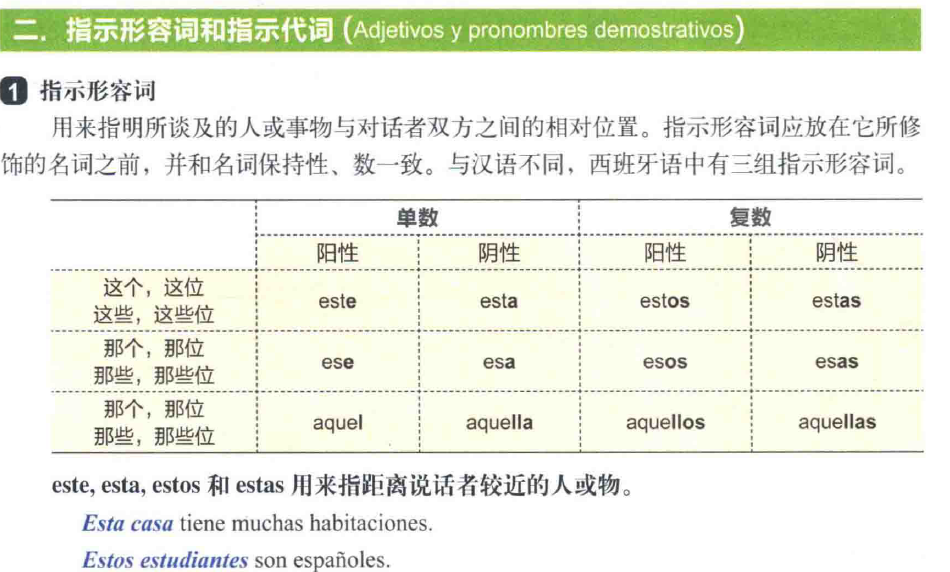 二．指示形容词和指示代词 (Adjetivos y pronombres demostrativos)
1 指示形容词
用来指明所谈及的人或事物与对话者双方之间的相对位置。指示形容词应放在它所修
饰的名词之前，并和名词保持性、数一致。与汉语不同，西班牙语中有三组指示形容词。
单数 复数
阳性 阴性 阳性 阴性
这个，这位
这些，这些位
este esta estos estas
那个，那位
那些，那些位
ese esa esos esas
那个，那位
那些，那些位
aquel aquella aquellos aquellas
este, esta, estos 和 estas 用来指距离说话者较近的人或物。
Esta casa tiene muchas habitaciones.
Estos estudiantes son españoles.